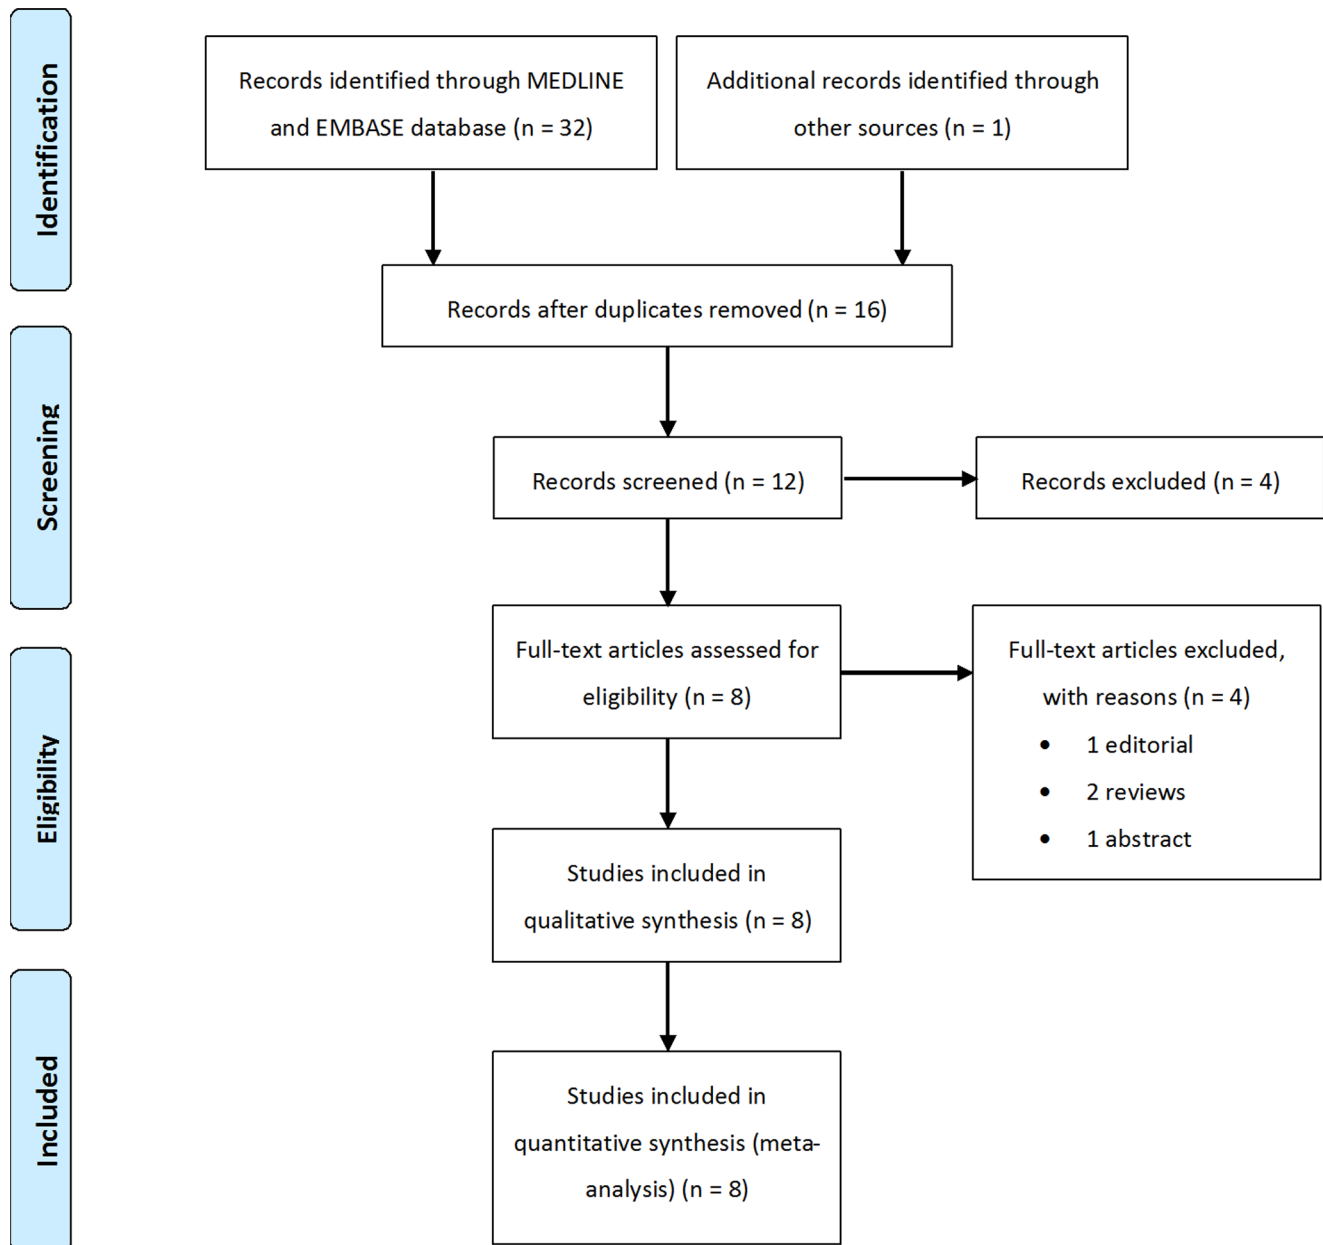 Identification
Records identified through MEDLINE
and EMBASE database (n = 32)
Additional records identified through
other sources (n = 1)
Records after duplicates removed (n = 16)
Screening
Records screened (n = 12)
Records excluded (n = 4)
Eligibility
Full-text articles assessed for
eligibility (n = 8)
Full-text articles excluded,
with reasons (n = 4)
• 1 editorial
• 2 reviews
• 1 abstract
Studies included in
qualitative synthesis (n = 8)
Included
Studies included in
quantitative synthesis (meta-
analysis) (n = 8)